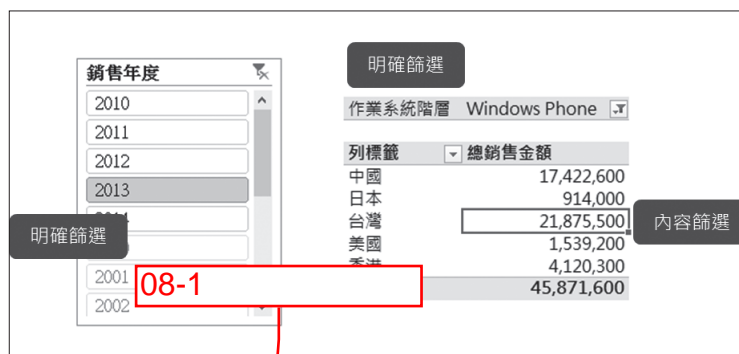 明確篩選
銷售年度
2010
2011
2012
2013
明確篩選
2001
2002
作業系統階層 Windows Phone
列標籤 總銷售金額
中國 17,422,600
日本 914,000
台灣 21,875,500
內容篩選
美國 1,539,200
4,120,300
45,871,600
08-1